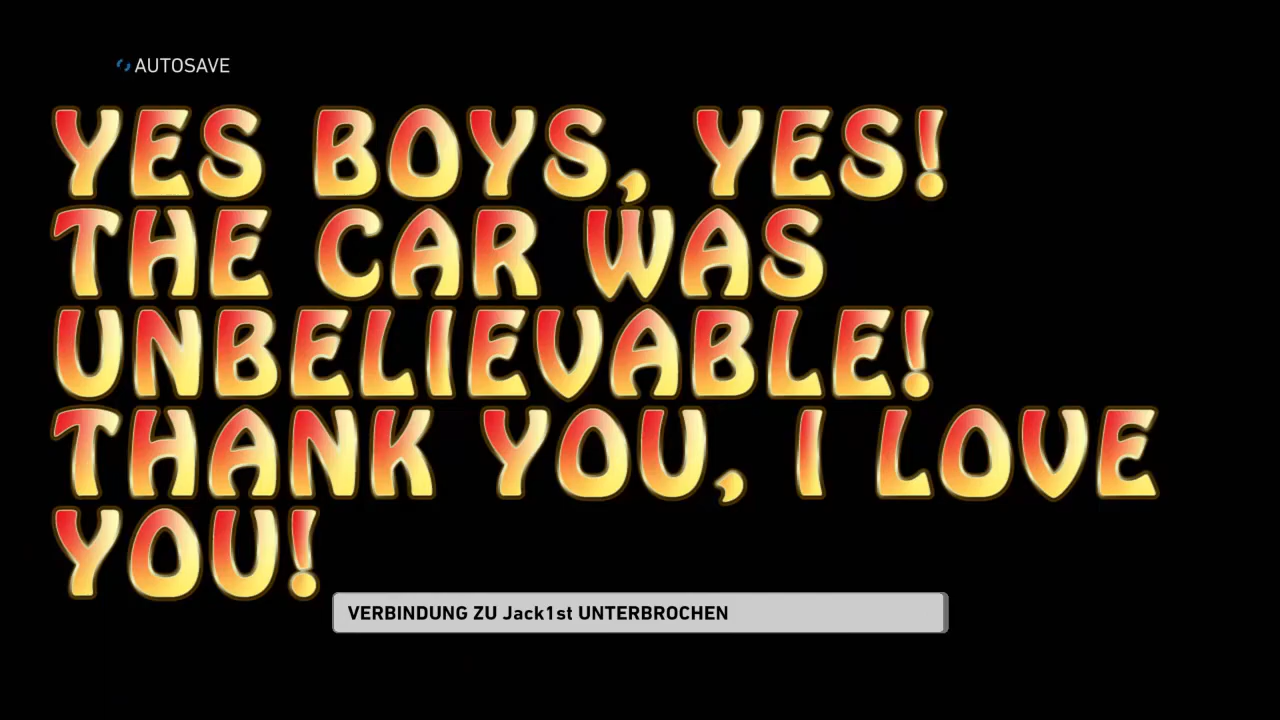 AUTOSAVE
YES BOYS, YES!
THE CAR WAS
UNBELIEVABLE!
THANK YOU, I LOVE
YOU!
VERBINDUNG ZU Jack1st UNTERBROCHEN